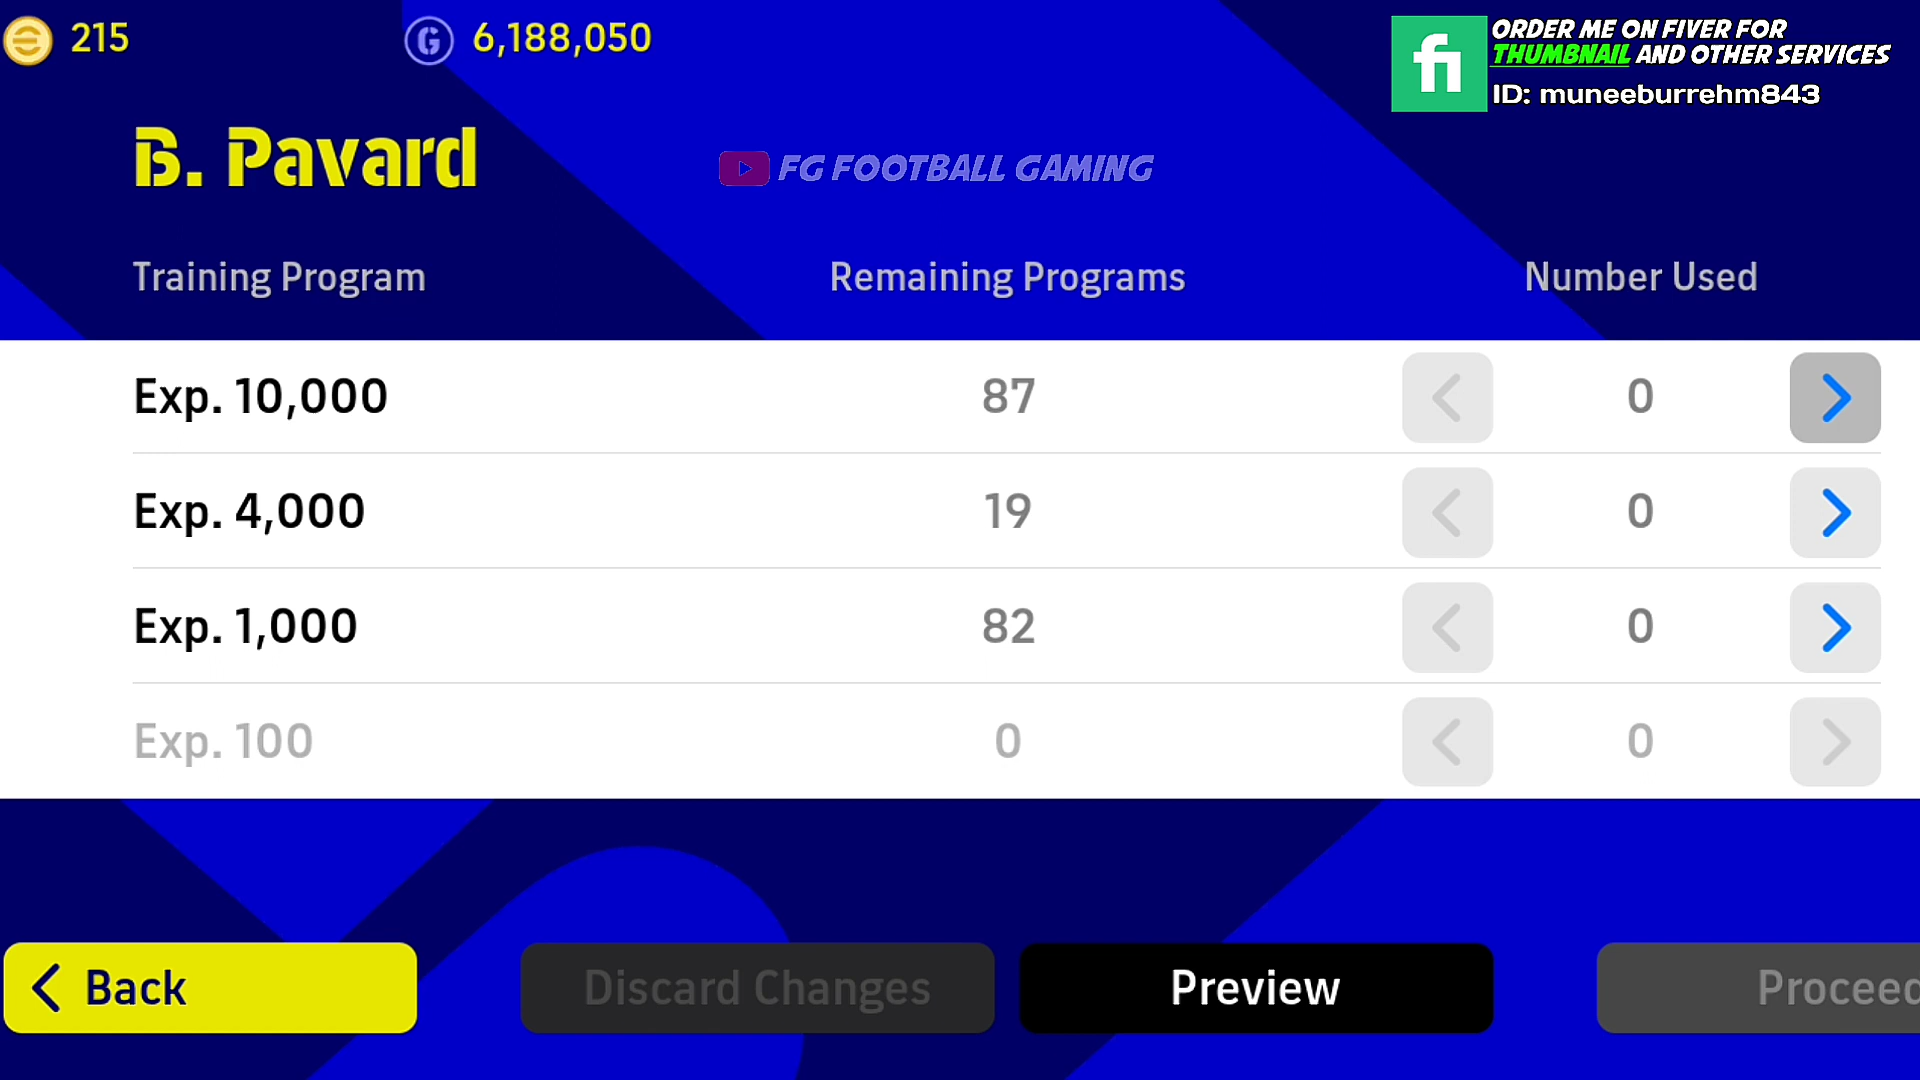 215
6,188,050
ORDER ME ON FIVER FOR
THUMBNAIL AND OTHER SERVICES
fi
ID: muneeburrehm843
B. Pavard
FG FOOTBALL GAMING
Training Program Remaining Programs Number Used
Exp. 10,000 87 0
Exp. 4,000 19 0
Exp. 1,000 82 0
Exp. 100 0 0
Back Discard Changes Preview Proceed